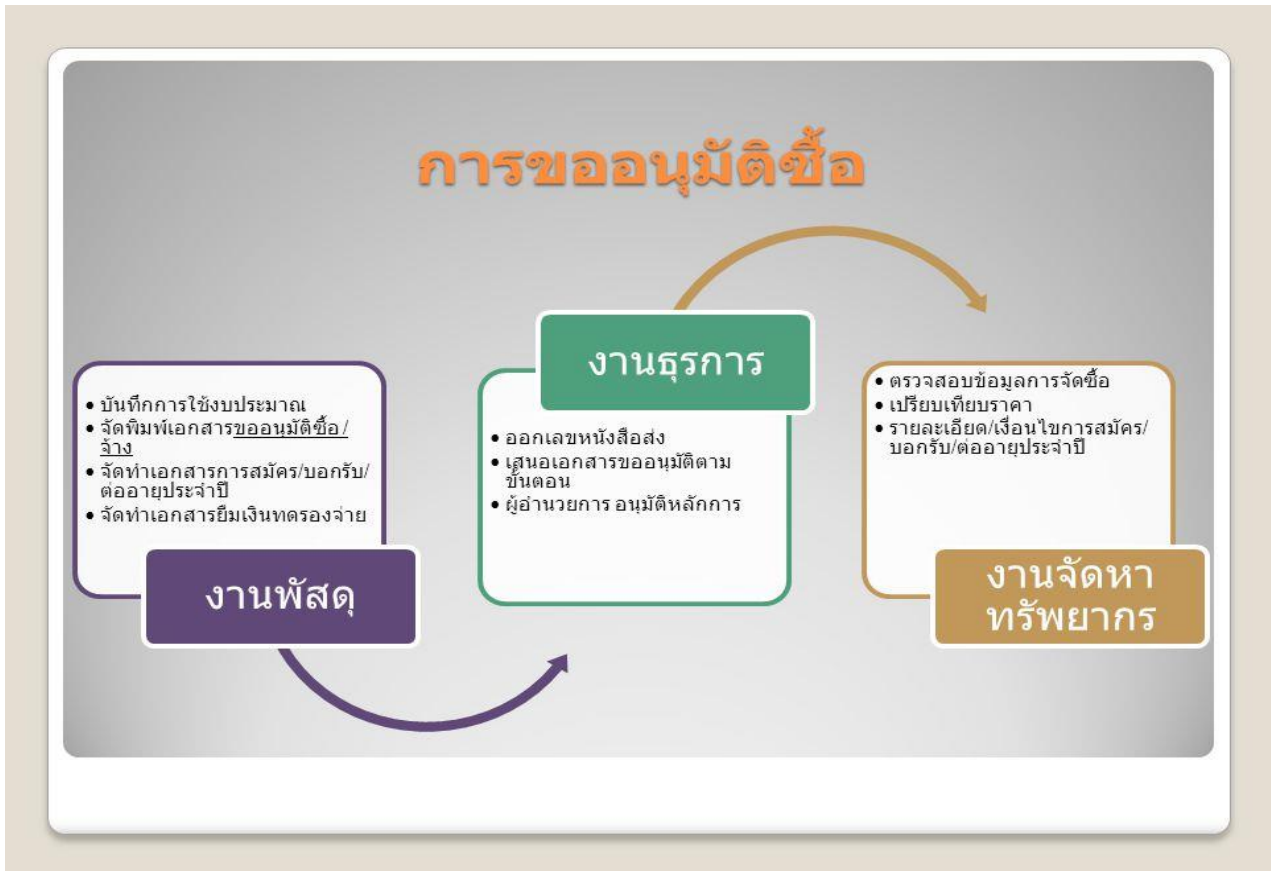 การขออนุมัติซื้อ
• บันทึกการใช้งบประมาณ
• จัดพิมพ์เอกสารขออนุมัติซื้อ/
จ้าง
• จัดทำเอกสารการสมัคร/บอกรับ/
ต่ออายุประจำปี
• จัดทำเอกสารยืมเงินทดรองจ่าย
งานพัสดุ
งานธุรการ
• ออกเลขหนังสือส่ง
• เสนอเอกสารขออนุมัติตาม
ขั้นตอน
• ผู้อำนวยการ อนุมัติหลักการ
• ตรวจสอบข้อมูลการจัดซื้อ
• เปรียบเทียบราคา
• รายละเอียด/เงื่อนไขการสมัคร/
บอกรับ/ต่ออายุประจำปี
งานจัดหา
ทรัพยากร